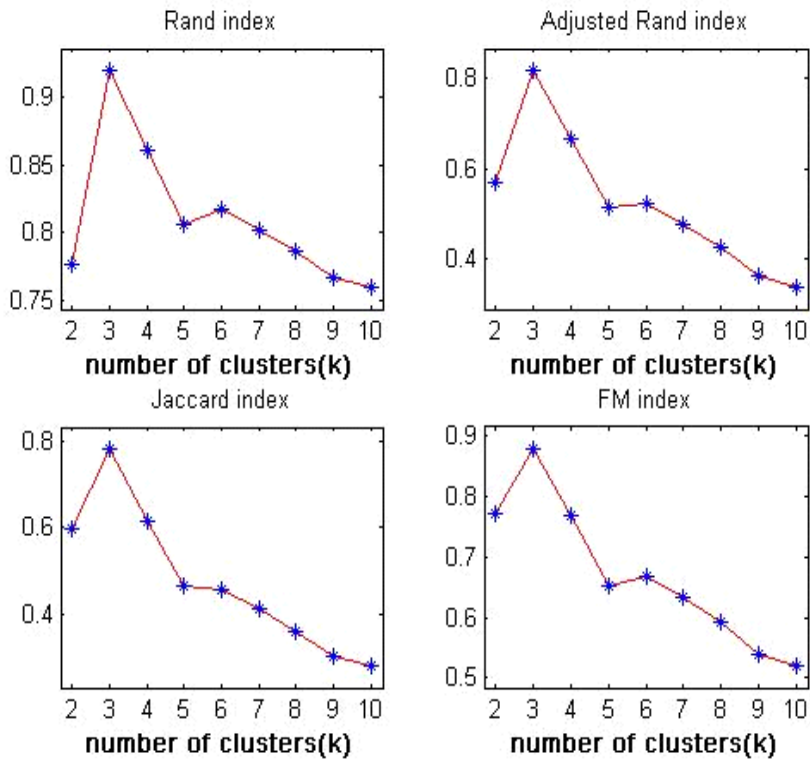 Rand index
0.9
0.85
0.8
0.75
2 3 4 5 6 7 8 9 10
number of clusters(k)
Adjusted Rand index
0.8
0.6
0.4
2 3 4 5 6 7 8 9 10
number of clusters(k)
Jaccard index
0.8
0.6
0.4
2 3 4 5 6 7 8 9 10
number of clusters(k)
FM index
0.9
0.8
0.7
0.6
0.5
2 3 4 5 6 7 8 9 10
number of clusters(k)